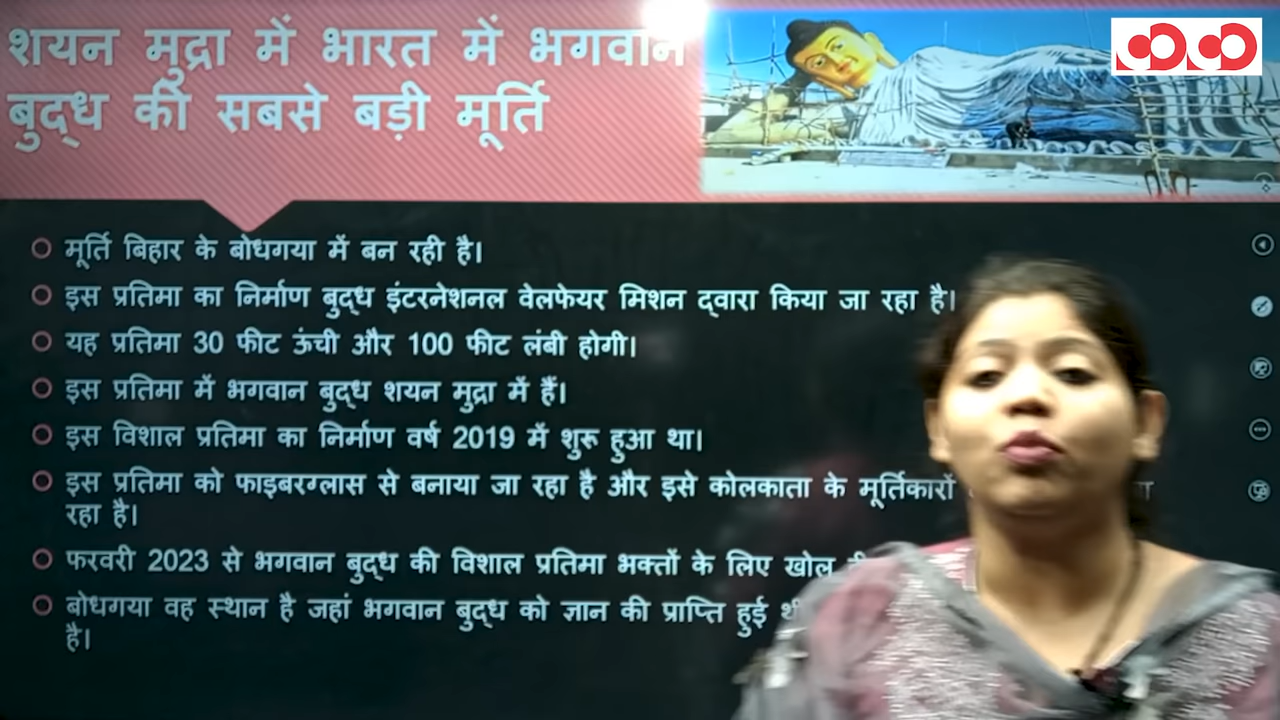 शयन मुद्रा में भारत में भगवान
बुद्ध की सबसे बड़ी मूर्ति
मूर्ति बिहार के बोधगया में बन रही है।
इस प्रतिमा का निर्माण बुद्ध इंटरनेशनल वेलफेयर मिशन द्वारा किया जा रहा है।
यह प्रतिमा 30 फीट ऊंची और 100 फीट लंबी होगी।
इस प्रतिमा में भगवान बुद्ध शयन मुद्रा में हैं।
इस विशाल प्रतिमा का निर्माण वर्ष 2019 में शुरू हुआ था।
इस प्रतिमा को फाइबरग्लास से बनाया जा रहा है और इसे कोलकाता के मूर्तिकारों
रहा है।
फरवरी 2023 से भगवान बुद्ध की विशाल प्रतिमा भक्तों के लिए खोल
बोधगया वह स्थान है जहां भगवान बुद्ध को ज्ञान की प्राप्ति हुई
है।